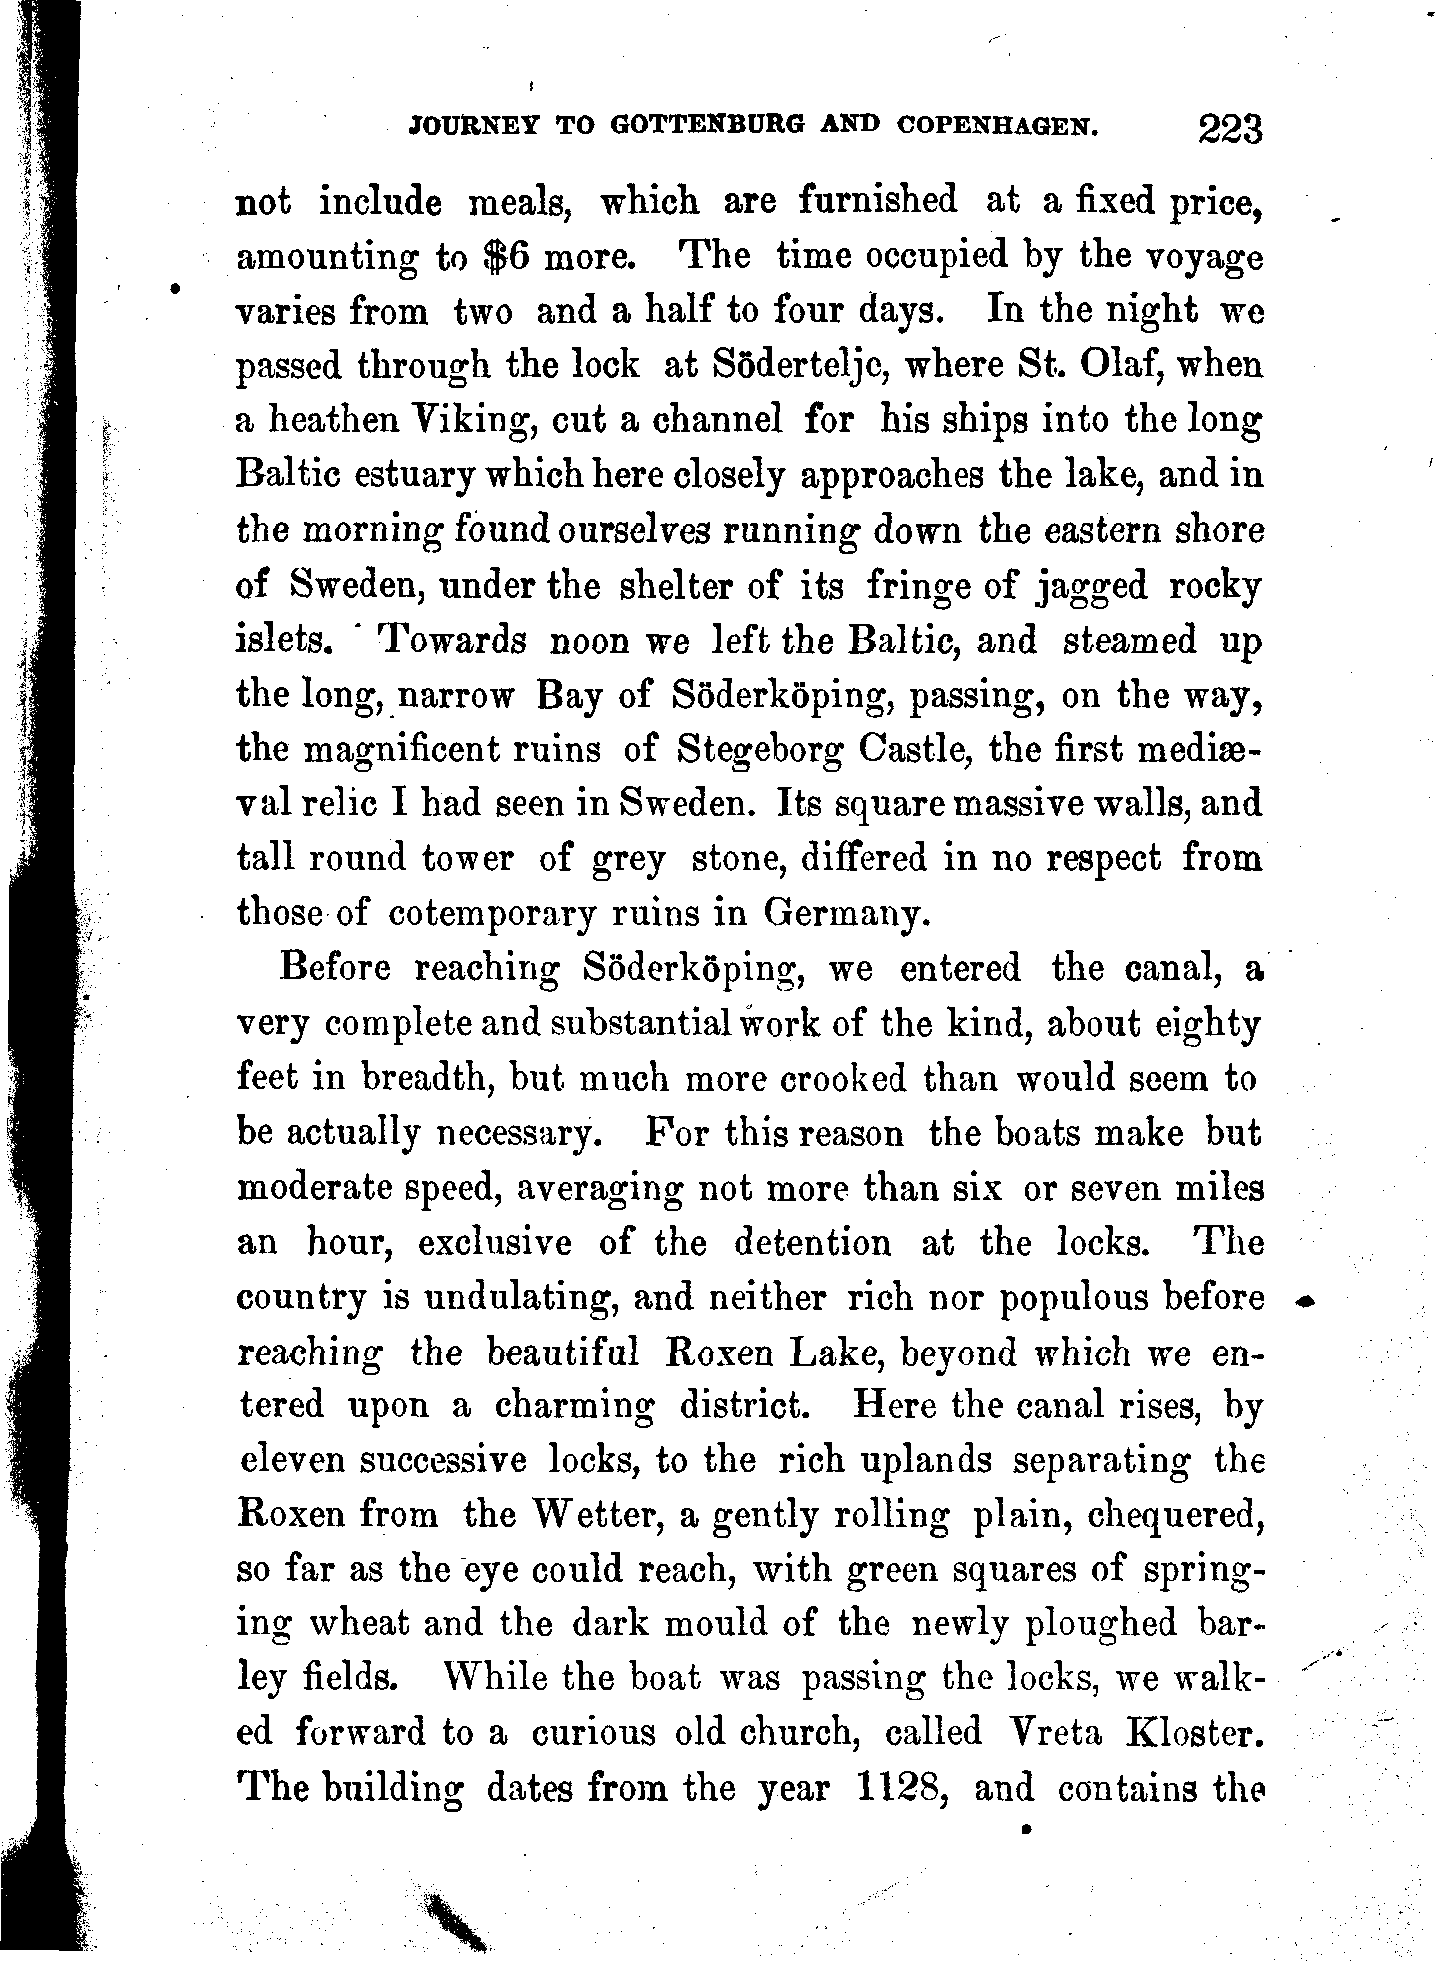 JOURNEY TO GOTTENBURG AND COPENHAGEN. 223
not include meals, which are furnished at a fixed price,
amounting to $6 more. The time occupied by the voyage
varies from two and a half to four days. In the night we
passed through the lock at Södertelje, where St. Olaf, when
a heathen Viking, cut a channel for his ships into the long
Baltic estuary which here closely approaches the lake, and in
the morning found ourselves running down the eastern shore
of Sweden, under the shelter of its fringe of jagged rocky
islets. Towards noon we left the Baltic, and steamed up
the long, narrow Bay of Söderköping, passing, on the way,
the magnificent ruins of Stegeborg Castle, the first mediæ-
val relic I had seen in Sweden. Its square massive walls, and
tall round tower of grey stone, differed in no respect from
those of cotemporary ruins in Germany.
Before reaching Söderköping, we entered the canal, a
very complete and substantial work of the kind, about eighty
feet in breadth, but much more crooked than would seem to
be actually necessary. For this reason the boats make but
moderate speed, averaging not more than six or seven miles
an hour, exclusive of the detention at the locks. The
country is undulating, and neither rich nor populous before
reaching the beautiful Roxen Lake, beyond which we en-
tered upon a charming district. Here the canal rises, by
eleven successive locks, to the rich uplands separating the
Roxen from the Wetter, a gently rolling plain, chequered,
so far as the eye could reach, with green squares of spring-
ing wheat and the dark mould of the newly ploughed bar-
ley fields. While the boat was passing the locks, we walk-
ed forward to a curious old church, called Vreta Kloster.
The building dates from the year 1128, and contains the